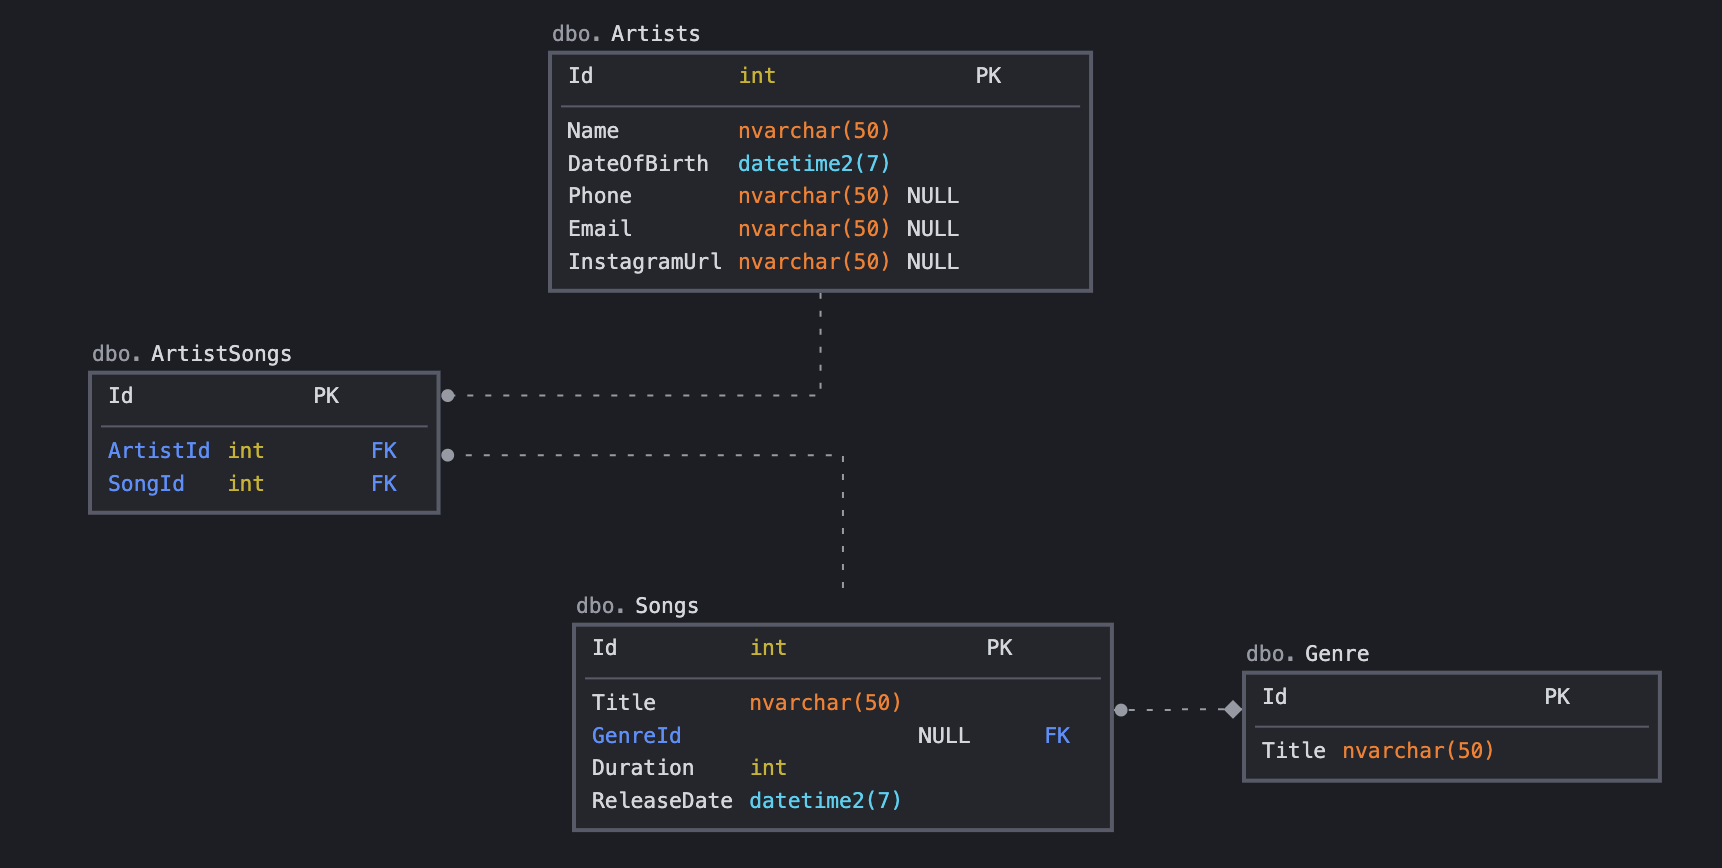 dbo. Artists
Id int PK
Name nvarchar(50)
DateOfBirth datetime2(7)
Phone nvarchar(50) NULL
Email nvarchar(50) NULL
InstagramUrl nvarchar(50) NULL
dbo. ArtistSongs
Id PK
ArtistId int FK
SongId int FK
dbo. Songs
Id int PK
Title nvarchar(50)
GenreId NULL FK
Duration int
ReleaseDate datetime2(7)
dbo. Genre
Id PK
Title nvarchar(50)